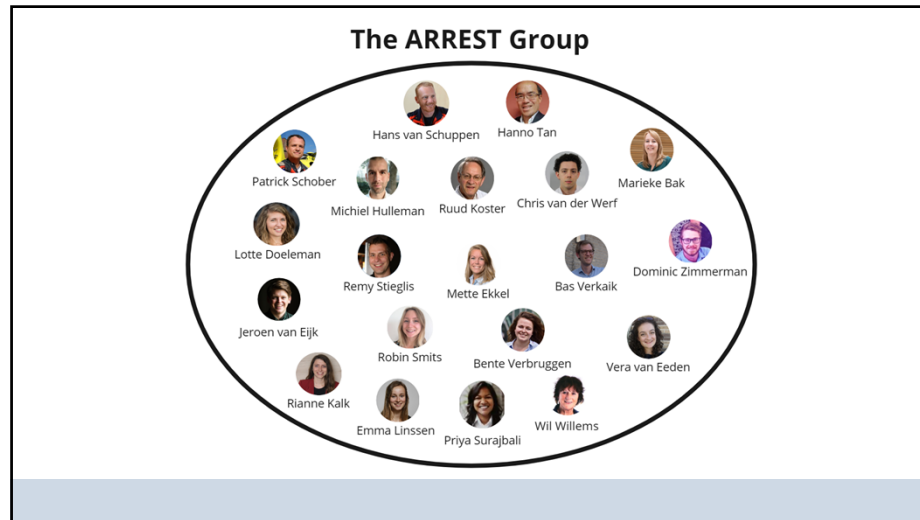 The ARREST Group
Hans van Schuppen
Hanno Tan
Patrick Schober
Marieke Bak
Michiel Hulleman
Ruud Koster
Chris van der Werf
Lotte Doeleman
Remy Stieglis
Mette Ekkel
Bas Verkaik
Dominic Zimmerman
Jeroen van Eijk
Robin Smits
Bente Verbruggen
Vera van Eeden
Rianne Kalk
Emma Linssen
Priya Surajbali
Wil Willems